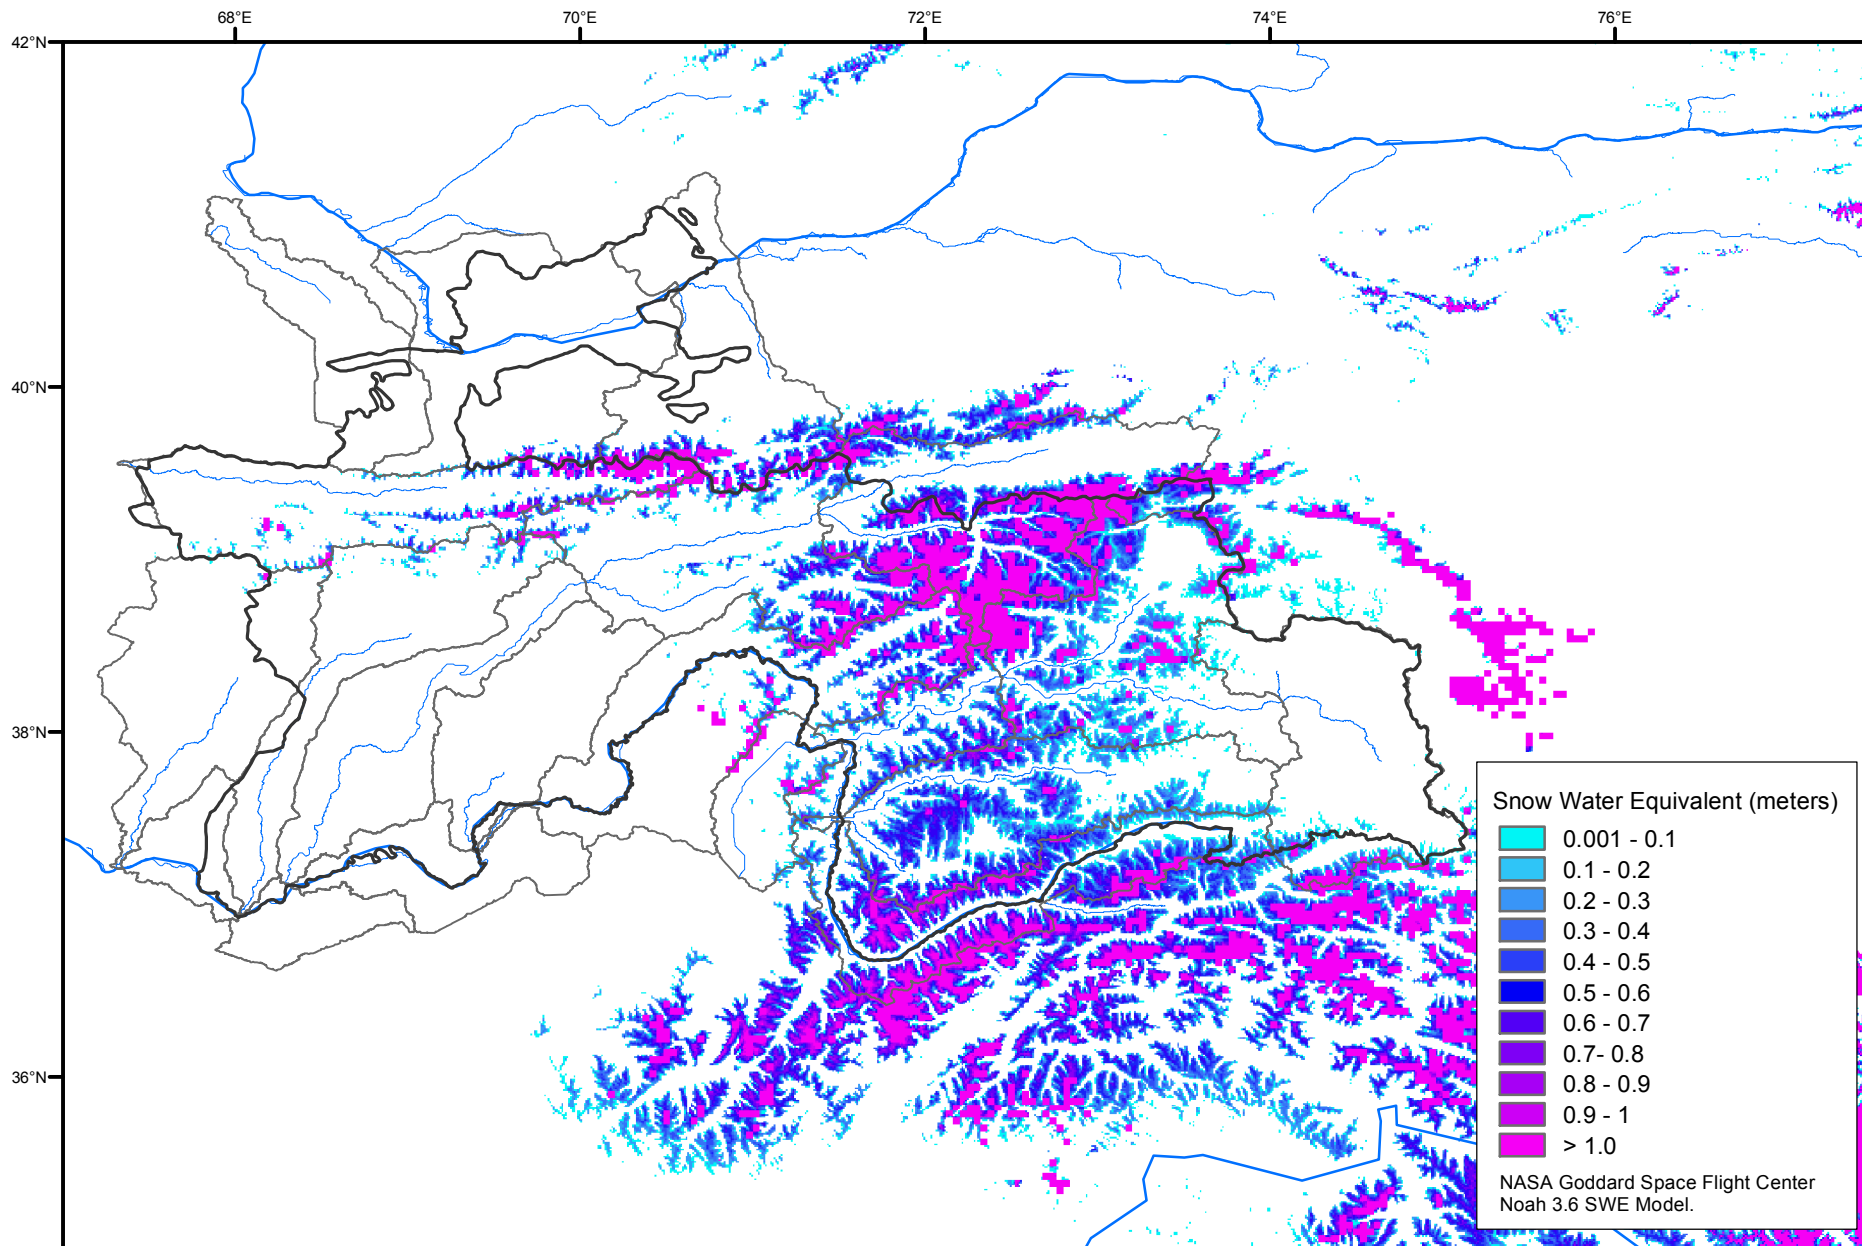 68°E
70°E
72°E
74°E
76°E
42°N
40°N
38°N
36°N
Snow Water Equivalent (meters)
0.001 - 0.1
0.1 - 0.2
0.2 - 0.3
0.3 - 0.4
0.4 - 0.5
0.5 - 0.6
0.6 - 0.7
0.7- 0.8
0.8 - 0.9
0.9 - 1
> 1.0
NASA Goddard Space Flight Center
Noah 3.6 SWE Model.